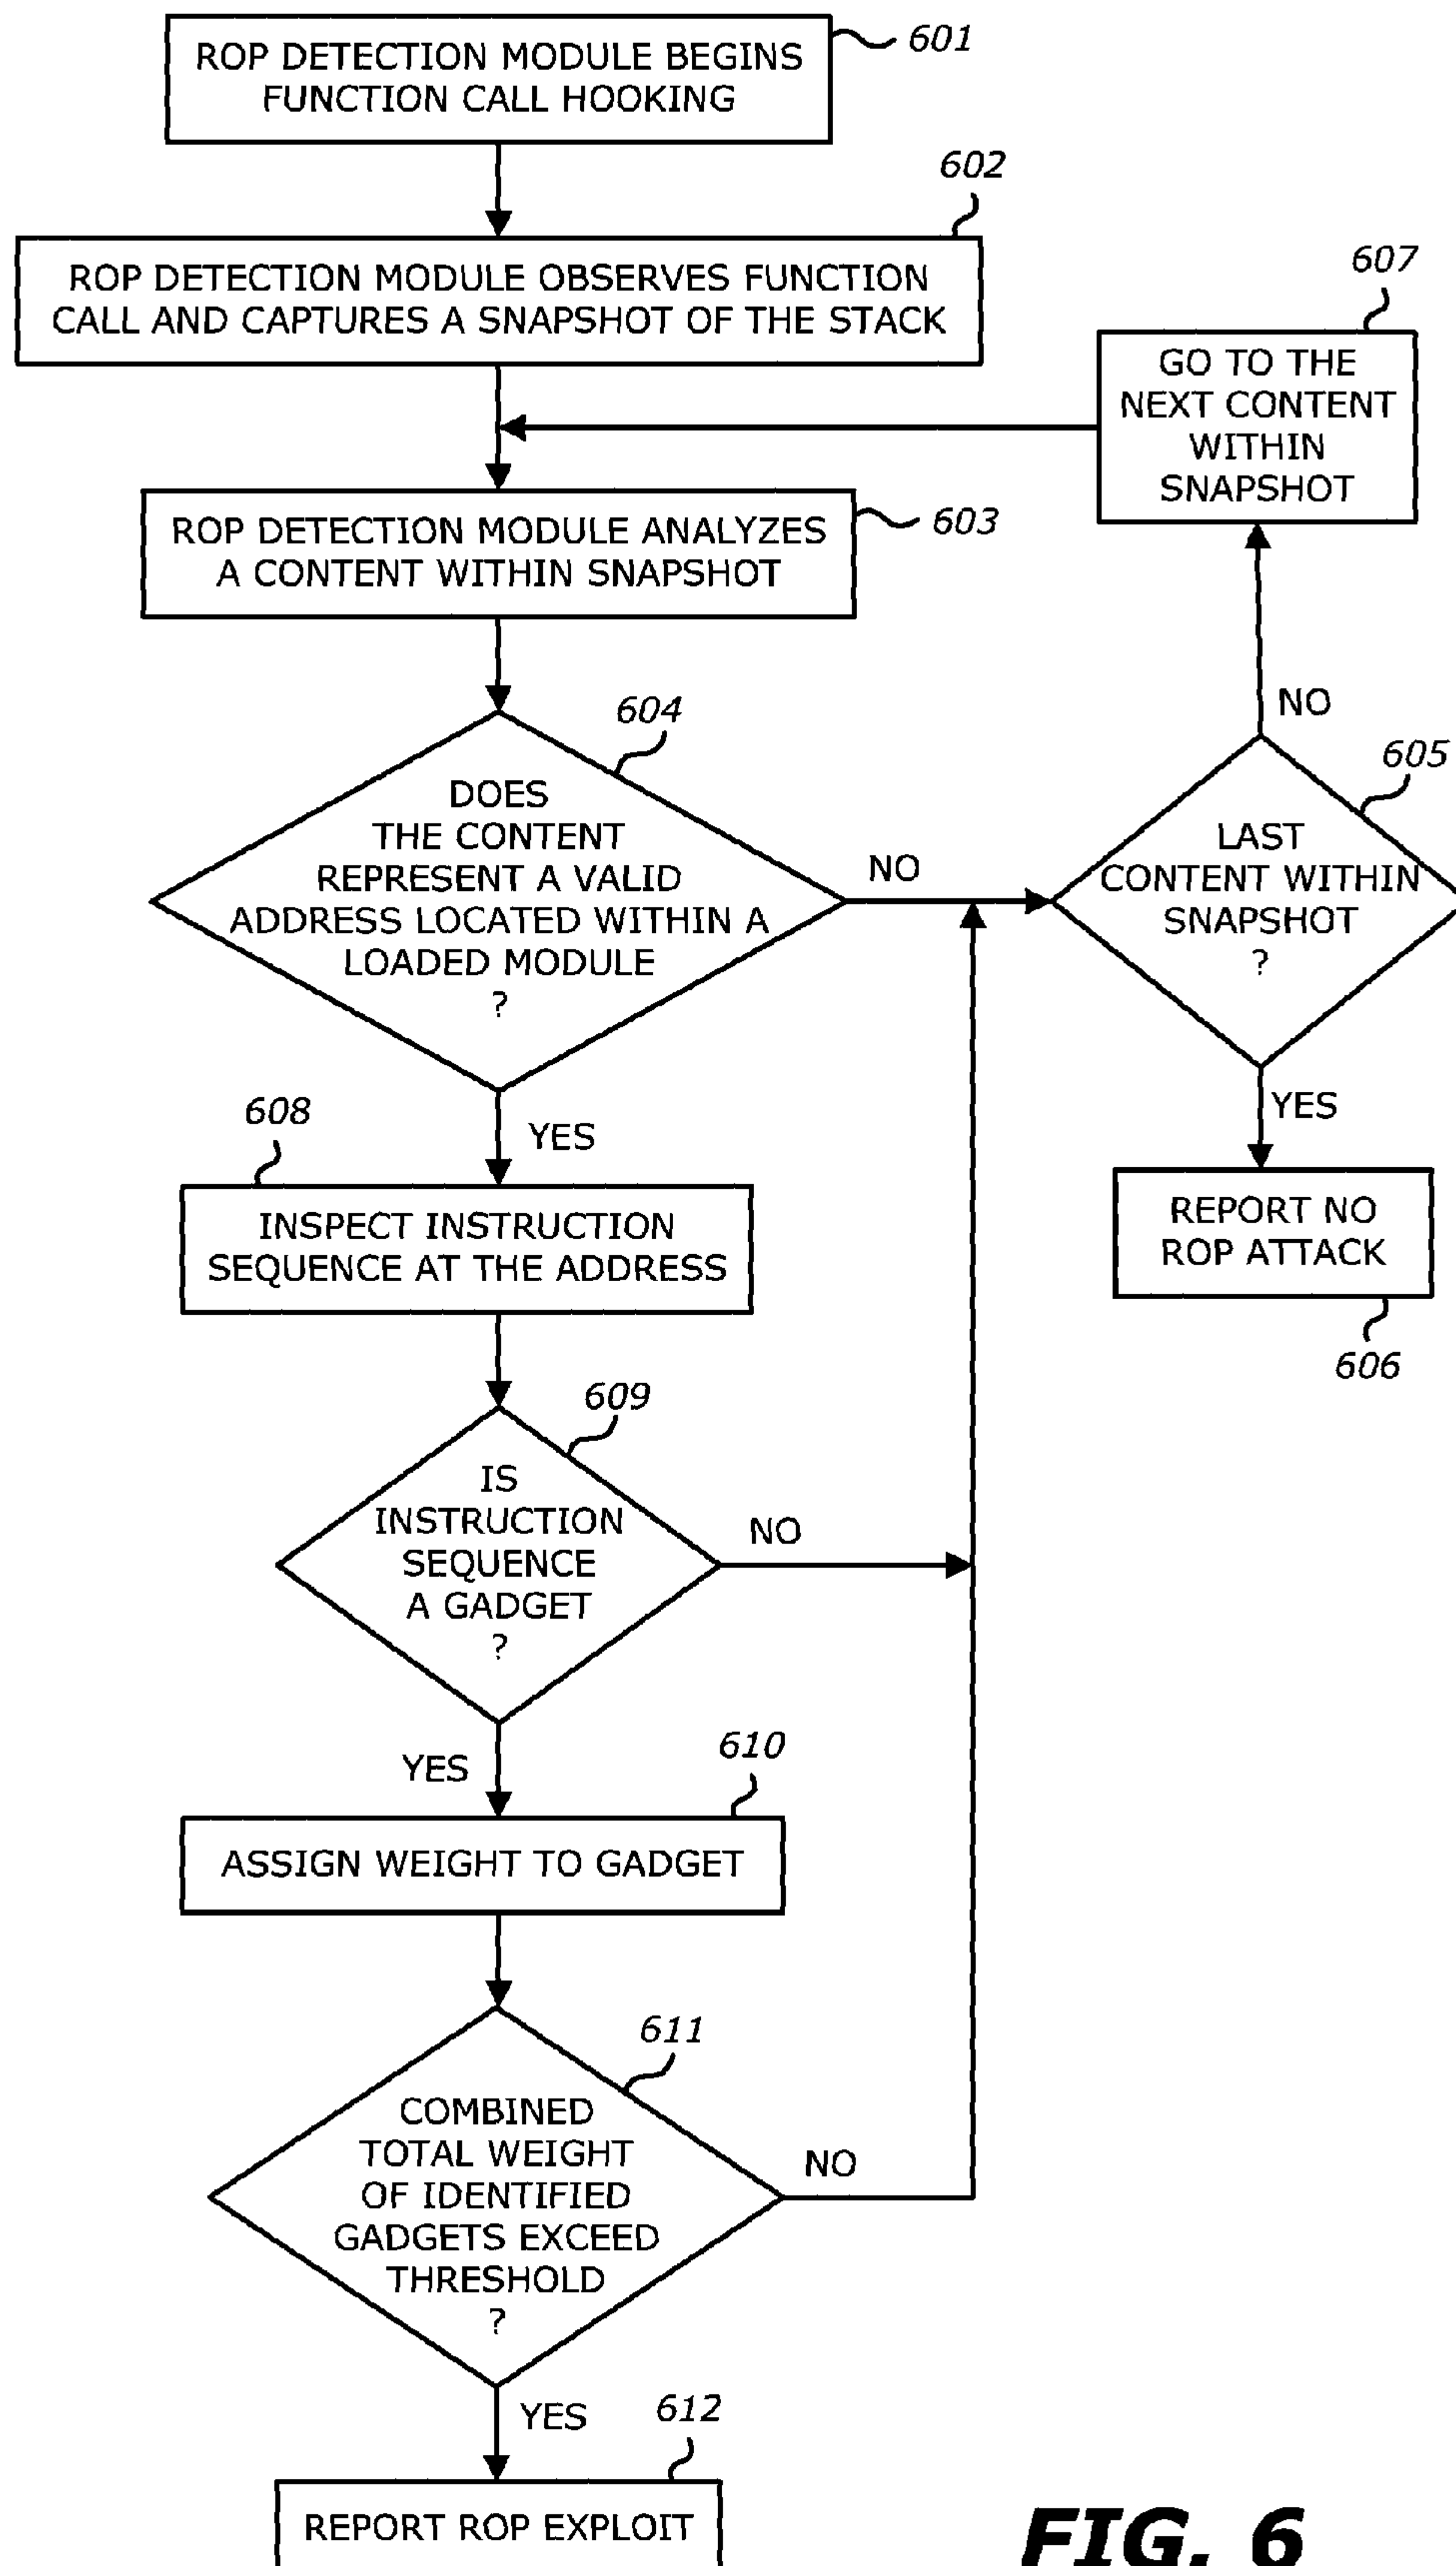 ROP DETECTION MODULE BEGINS
FUNCTION CALL HOOKING
601
602
ROP DETECTION MODULE OBSERVES FUNCTION
CALL AND CAPTURES A SNAPSHOT OF THE STACK
607
GO TO THE
NEXT CONTENT
WITHIN
SNAPSHOT
ROP DETECTION MODULE ANALYZES
A CONTENT WITHIN SNAPSHOT
603
604
DOES
THE CONTENT
REPRESENT A VALID
ADDRESS LOCATED WITHIN A
LOADED MODULE
?
NO
NO
605
LAST
CONTENT WITHIN
SNAPSHOT
?
YES
REPORT NO
ROP ATTACK
606
YES
608
INSPECT INSTRUCTION
SEQUENCE AT THE ADDRESS
609
IS
INSTRUCTION
SEQUENCE
A GADGET
?
NO
YES
610
ASSIGN WEIGHT TO GADGET
611
COMBINED
TOTAL WEIGHT
OF IDENTIFIED
GADGETS EXCEED
THRESHOLD
?
NO
YES
612
REPORT ROP EXPLOIT
FIG. 6